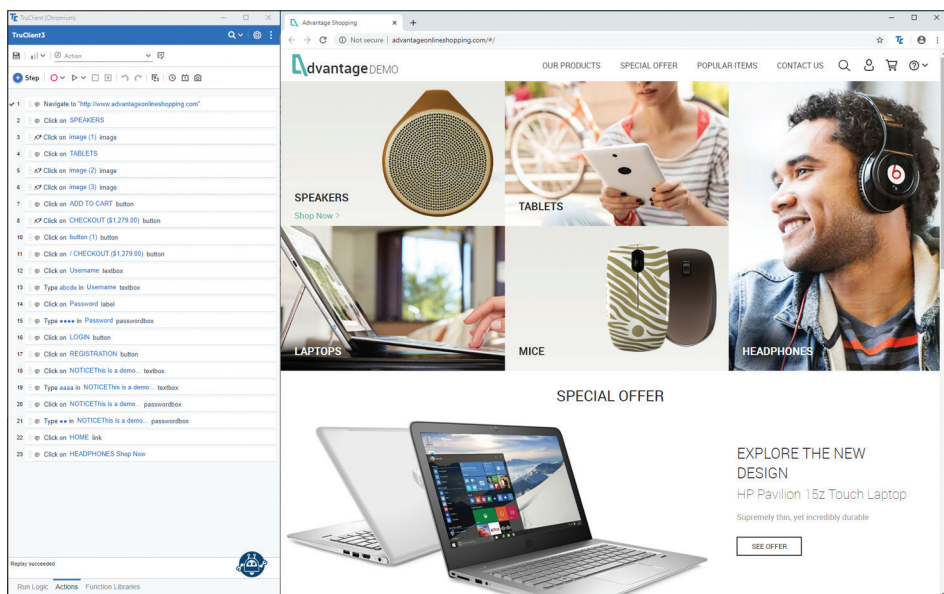 TruClient (Chromium)
TruClient3
Action
Step
1 Navigate to "http://www.advantageonlineshopping.com"
2 Click on SPEAKERS
3 Click on image (1) image
4 Click on TABLETS
5 Click on image (2) image
6 Click on image (3) image
7 Click on ADD TO CART button
8 Click on CHECKOUT ($1,279.00) button
10 Click on button (1) button
11 Click on / CHECKOUT ($1,279.00) button
12 Click on Username textbox
13 Type abcde in Username textbox
14 Click on Password label
15 Type •••• in Password passwordbox
16 Click on LOGIN button
17 Click on REGISTRATION button
18 Click on NOTICEThis is a demo... textbox
19 Type aaaa in NOTICEThis is a demo... textbox
20 Click on NOTICEThis is a demo... passwordbox
21 Type •• in NOTICEThis is a demo... passwordbox
22 Click on HOME link
23 Click on HEADPHONES Shop Now
Replay succeeded
Run Logic Actions Function Libraries
Advantage Shopping
Not secure | advantageonlineshopping.com/#/
dvantage DEMO
OUR PRODUCTS SPECIAL OFFER POPULAR ITEMS CONTACT US
SPEAKERS
Shop Now >
TABLETS
LAPTOPS
MICE
HEADPHONES
SPECIAL OFFER
EXPLORE THE NEW
DESIGN
HP Pavilion 15z Touch Laptop
Supremely thin, yet incredibly durable
SEE OFFER